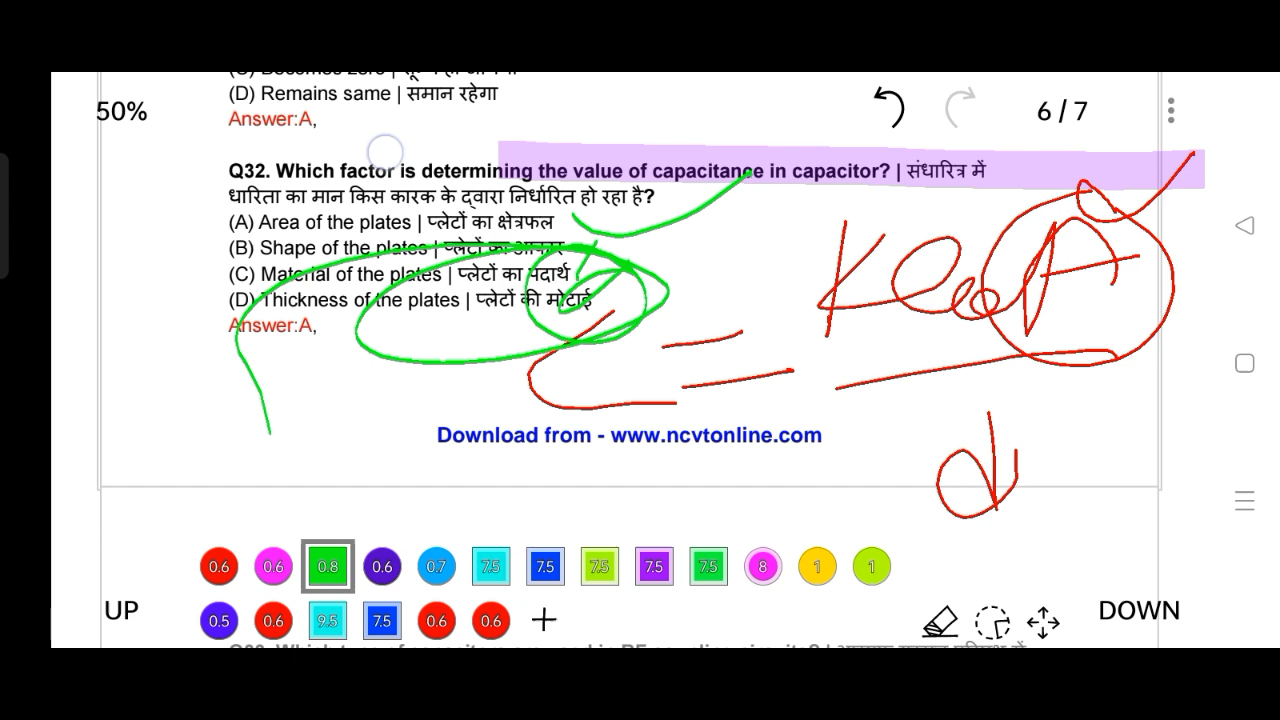 (D) Remains same | समान रहेगा
50%
6 / 7
Answer:A,
Q32. Which factor is determining the value of capacitance in capacitor? | संधारित्र में
धारिता का मान किस कारक के द्वारा निर्धारित हो रहा है?
(A) Area of the plates | प्लेटों का क्षेत्रफल
(B) Shape of the plates | प्लेटों का आकार
(C) Material of the plates | प्लेटों का पदार्थ
(D) Thickness of the plates | प्लेटों की मोटाई
Answer:A,
C = K A
d
Download from - www.ncvtonline.com
0.6 0.6 0.8 0.6 0.7 7.5 7.5 7.5 7.5 7.5 8 1 1
UP 0.5 0.6 9.5 7.5 0.6 0.6 + DOWN